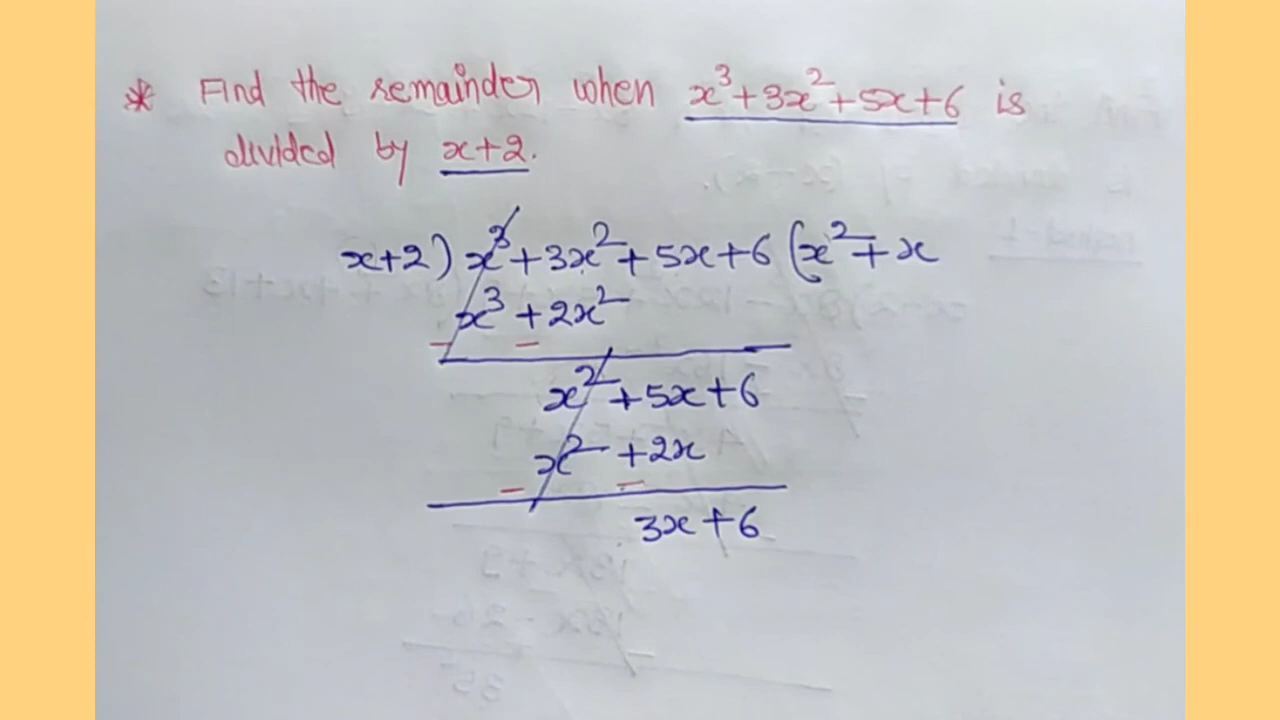 * Find the remainder when x³+3x²+5x+6 is
divided by x+2.
x+2) x³+3x²+5x+6 (x²+x
x³+2x²
- -
x²+5x+6
x²+2x
- -
3x+6